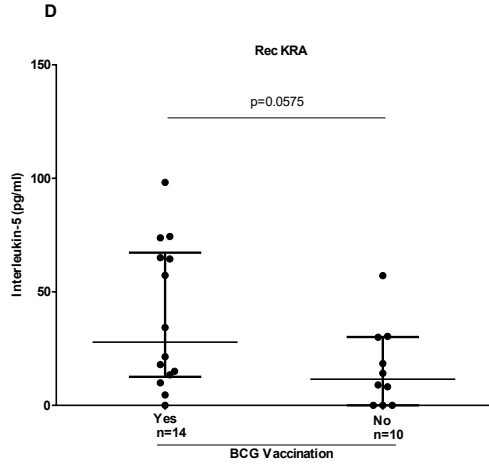 D
Rec KRA
150
p=0.0575
100
Interleukin-5 (pg/ml)
50
0
Yes
No
n=14
n=10
BCG Vaccination